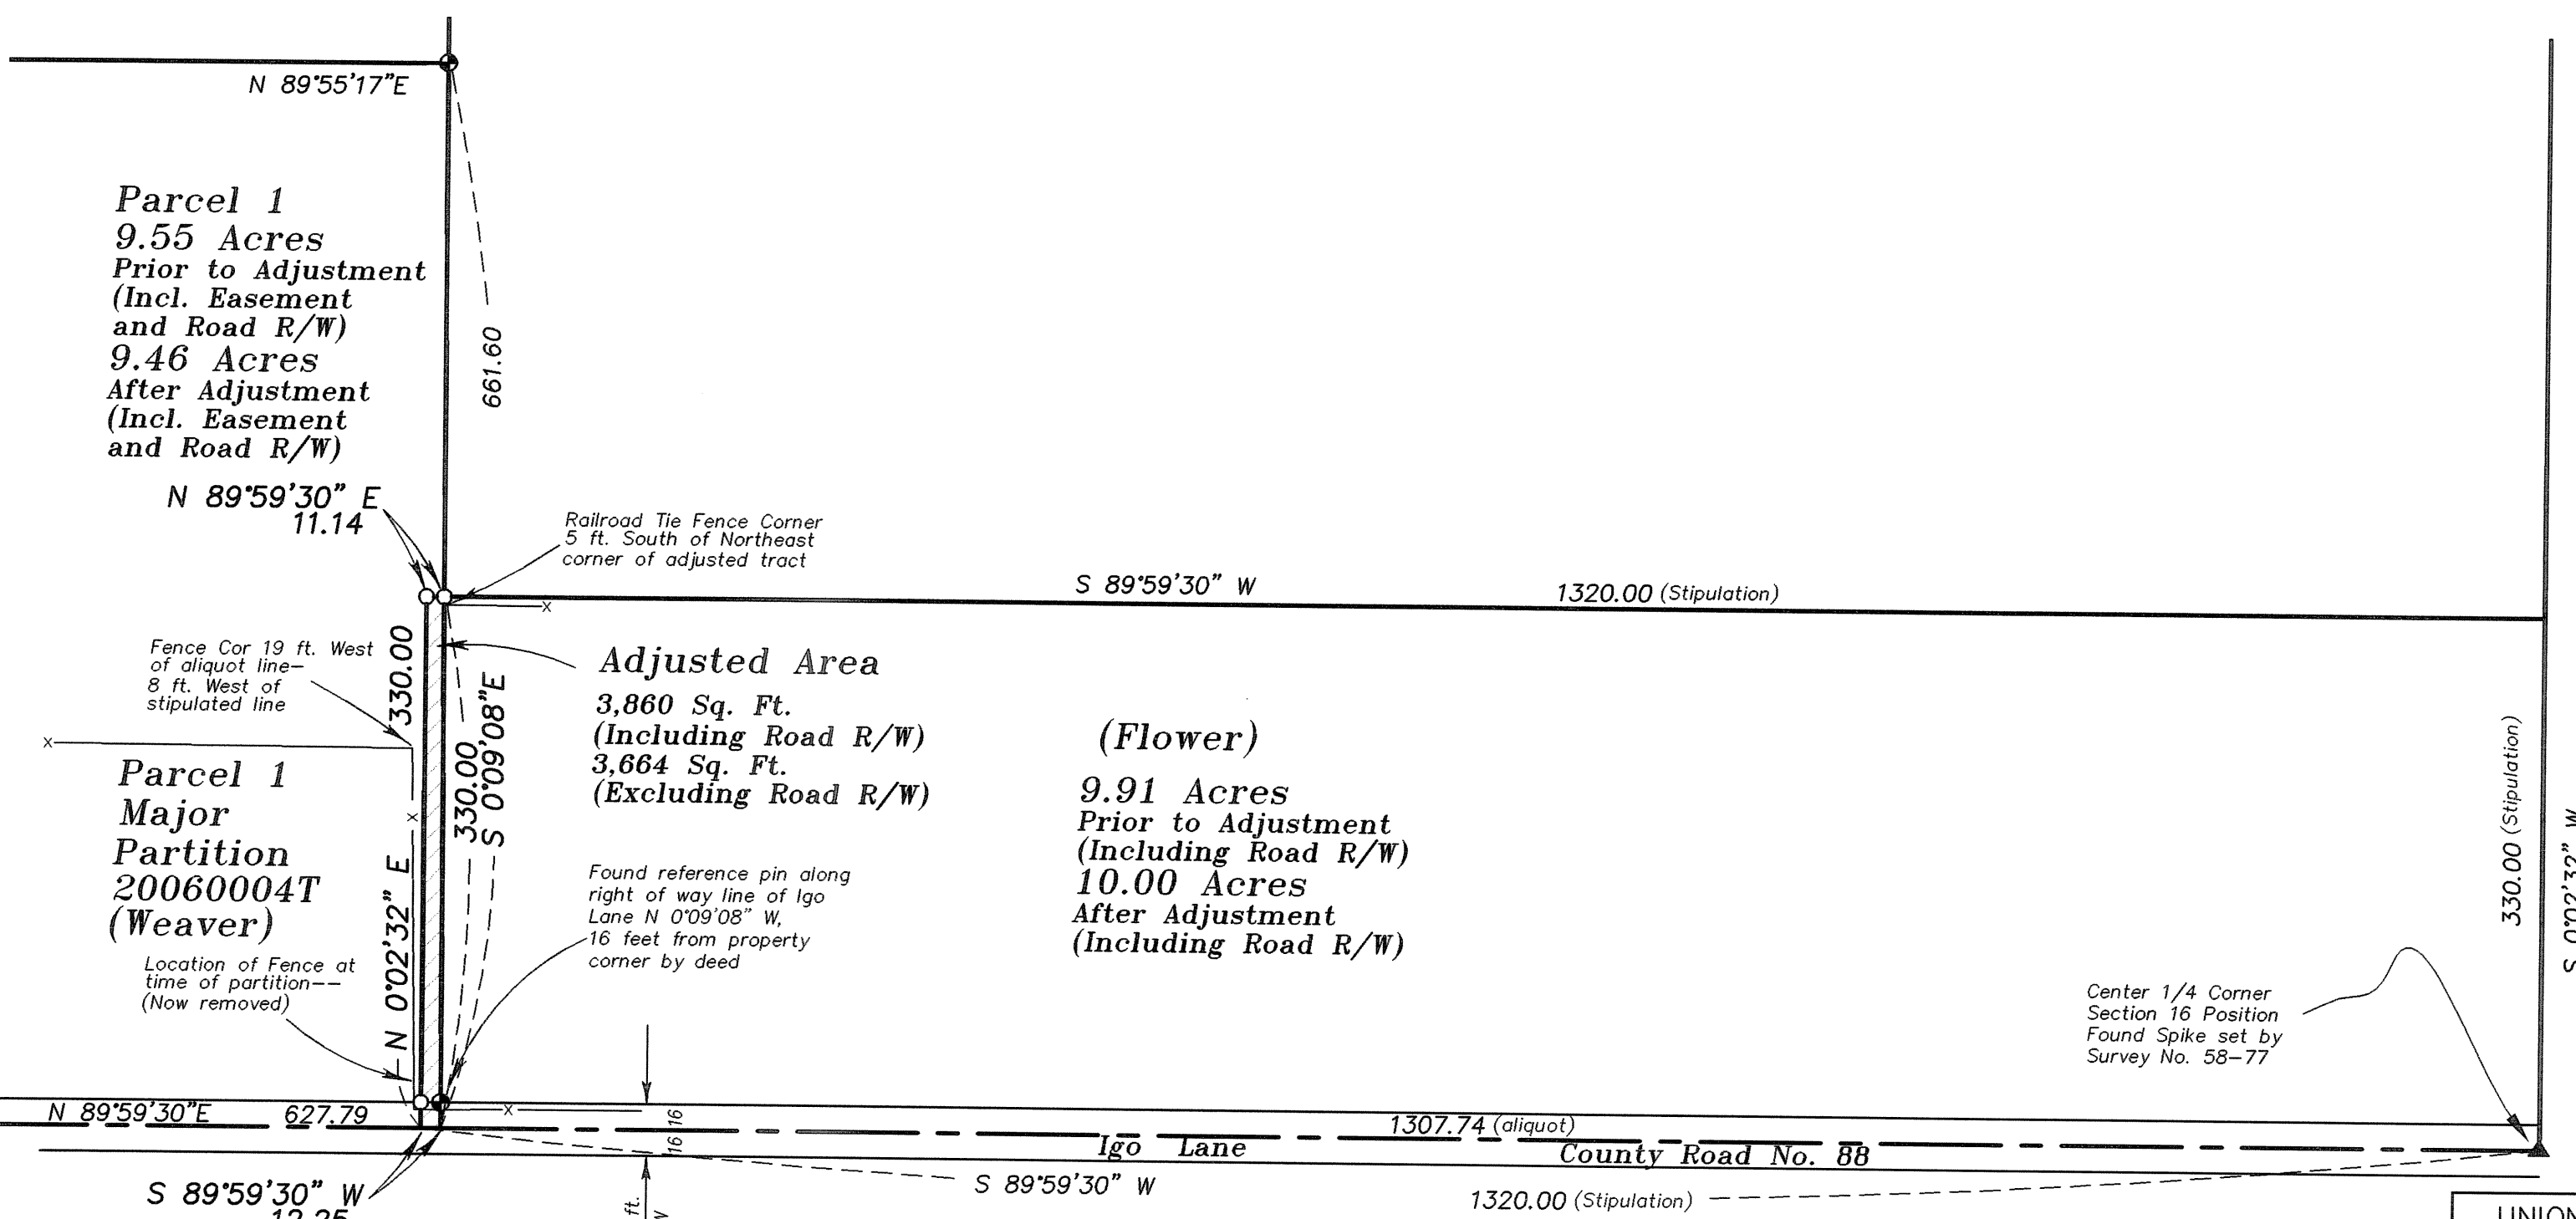 N 89°55'17"E
Parcel 1
9.55 Acres
Prior to Adjustment
(Incl. Easement
and Road R/W)
9.46 Acres
After Adjustment
(Incl. Easement
and Road R/W)
661.60
N 89°59'30" E
11.14
Railroad Tie Fence Corner
5 ft. South of Northeast
corner of adjusted tract
S 89°59'30" W
1320.00 (Stipulation)
Fence Cor 19 ft. West
of aliquot line-
8 ft. West of
stipulated line
330.00
N 0°02'32" E
330.00
S 0°09'08"E
Adjusted Area
3,860 Sq. Ft.
(Including Road R/W)
3,664 Sq. Ft.
(Excluding Road R/W)
(Flower)
9.91 Acres
Prior to Adjustment
(Including Road R/W)
10.00 Acres
After Adjustment
(Including Road R/W)
330.00 (Stipulation)
S 0°02'32" W
Parcel 1
Major
Partition
20060004T
(Weaver)
Location of Fence at
time of partition--
(Now removed)
Found reference pin along
right of way line of Igo
Lane N 0°09'08" W,
16 feet from property
corner by deed
Center 1/4 Corner
Section 16 Position
Found Spike set by
Survey No. 58-77
N 89°59'30"E 627.79
16 16
1307.74 (aliquot)
Igo Lane County Road No. 88
S 89°59'30" W
12.25
ft.
S 89°59'30" W
1320.00 (Stipulation)
UNION